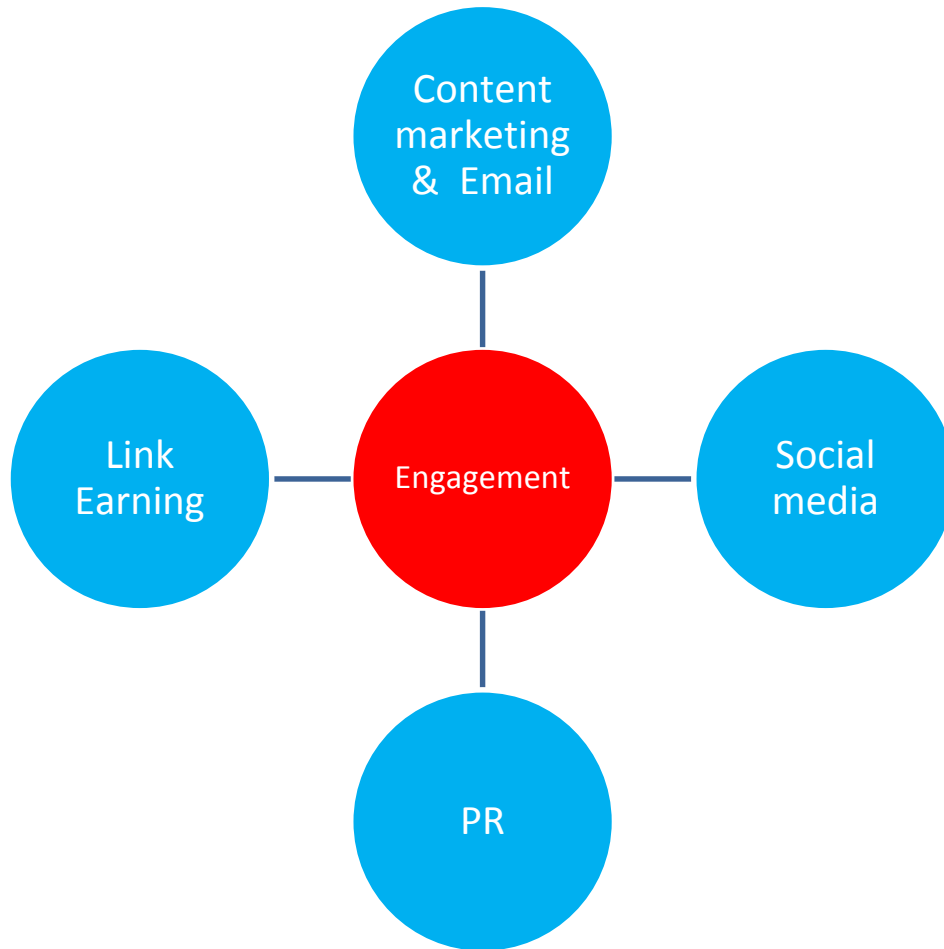 Content
marketing
& Email
Link
Earning
Engagement
Social
media
PR